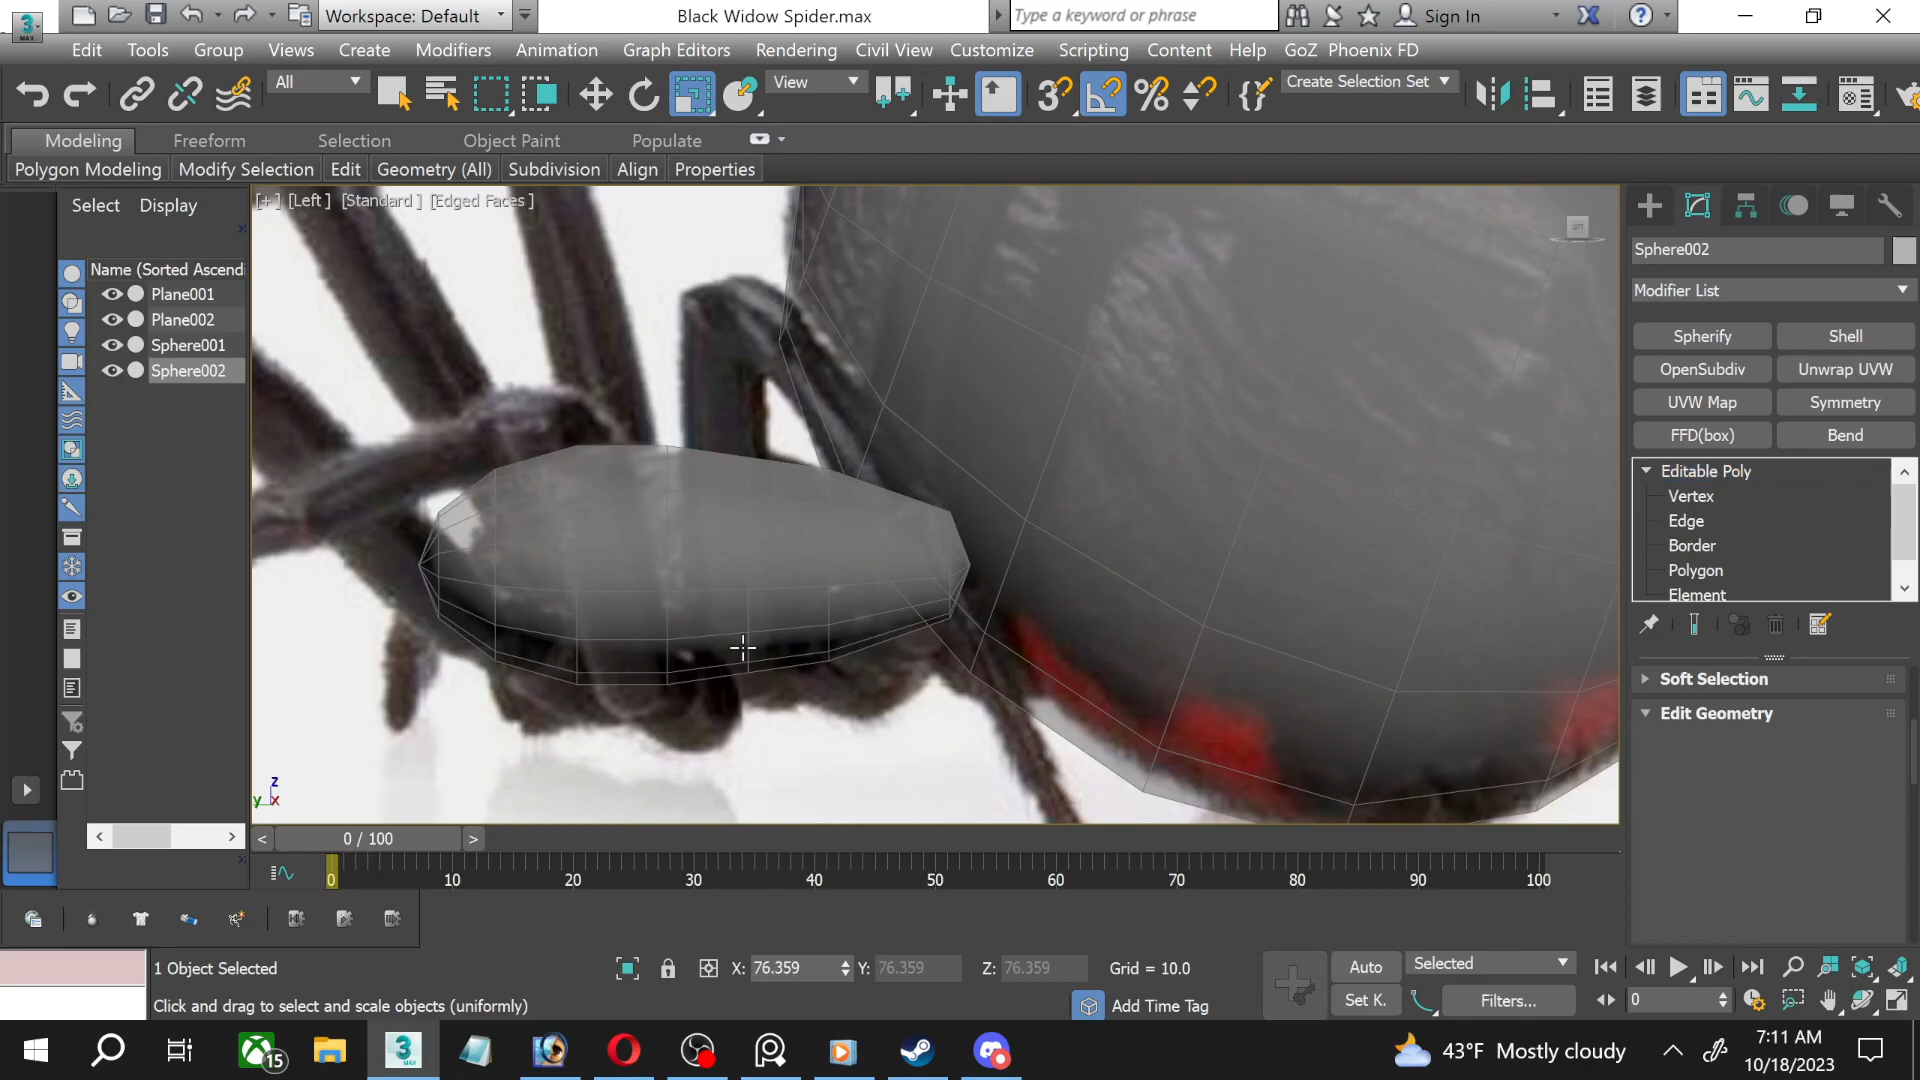 Workspace: Default
Black Widow Spider.max
Type a keyword or phrase
Sign In
3
MAX
Edit
Tools
Group
Views
Create
Modifiers
Animation
Graph Editors
Rendering
Civil View
Customize
Scripting
Content
Help
GoZ
Phoenix FD
All
View
3
Create Selection Set
Modeling
Freeform
Selection
Object Paint
Populate
Polygon Modeling
Modify Selection
Edit
Geometry (All)
Subdivision
Align
Properties
Select
Display
[+] [Left ] [Standard ] [Edged Faces ]
Name (Sorted Ascendi
Plane001
Plane002
Sphere001
Sphere002
z
y x
Sphere002
Modifier List
Spherify
Shell
OpenSubdiv
Unwrap UVW
UVW Map
Symmetry
FFD(box)
Bend
Editable Poly
Vertex
Edge
Border
Polygon
Element
Soft Selection
Edit Geometry
< 0 / 100 >
0 10 20 30 40 50 60 70 80 90 100
1 Object Selected
Click and drag to select and scale objects (uniformly)
X: 76.359
Y: 76.359
Z: 76.359
Grid = 10.0
Add Time Tag
Auto
Selected
Set K.
Filters...
0
15
3
MAX
43°F Mostly cloudy
7:11 AM
10/18/2023